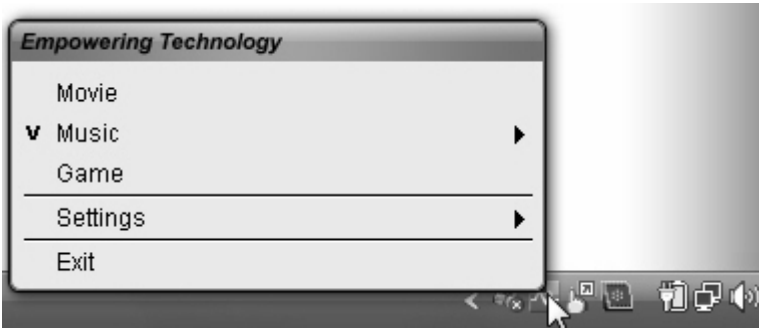 Empowering Technology
Movie
v Music
Game
Settings
Exit